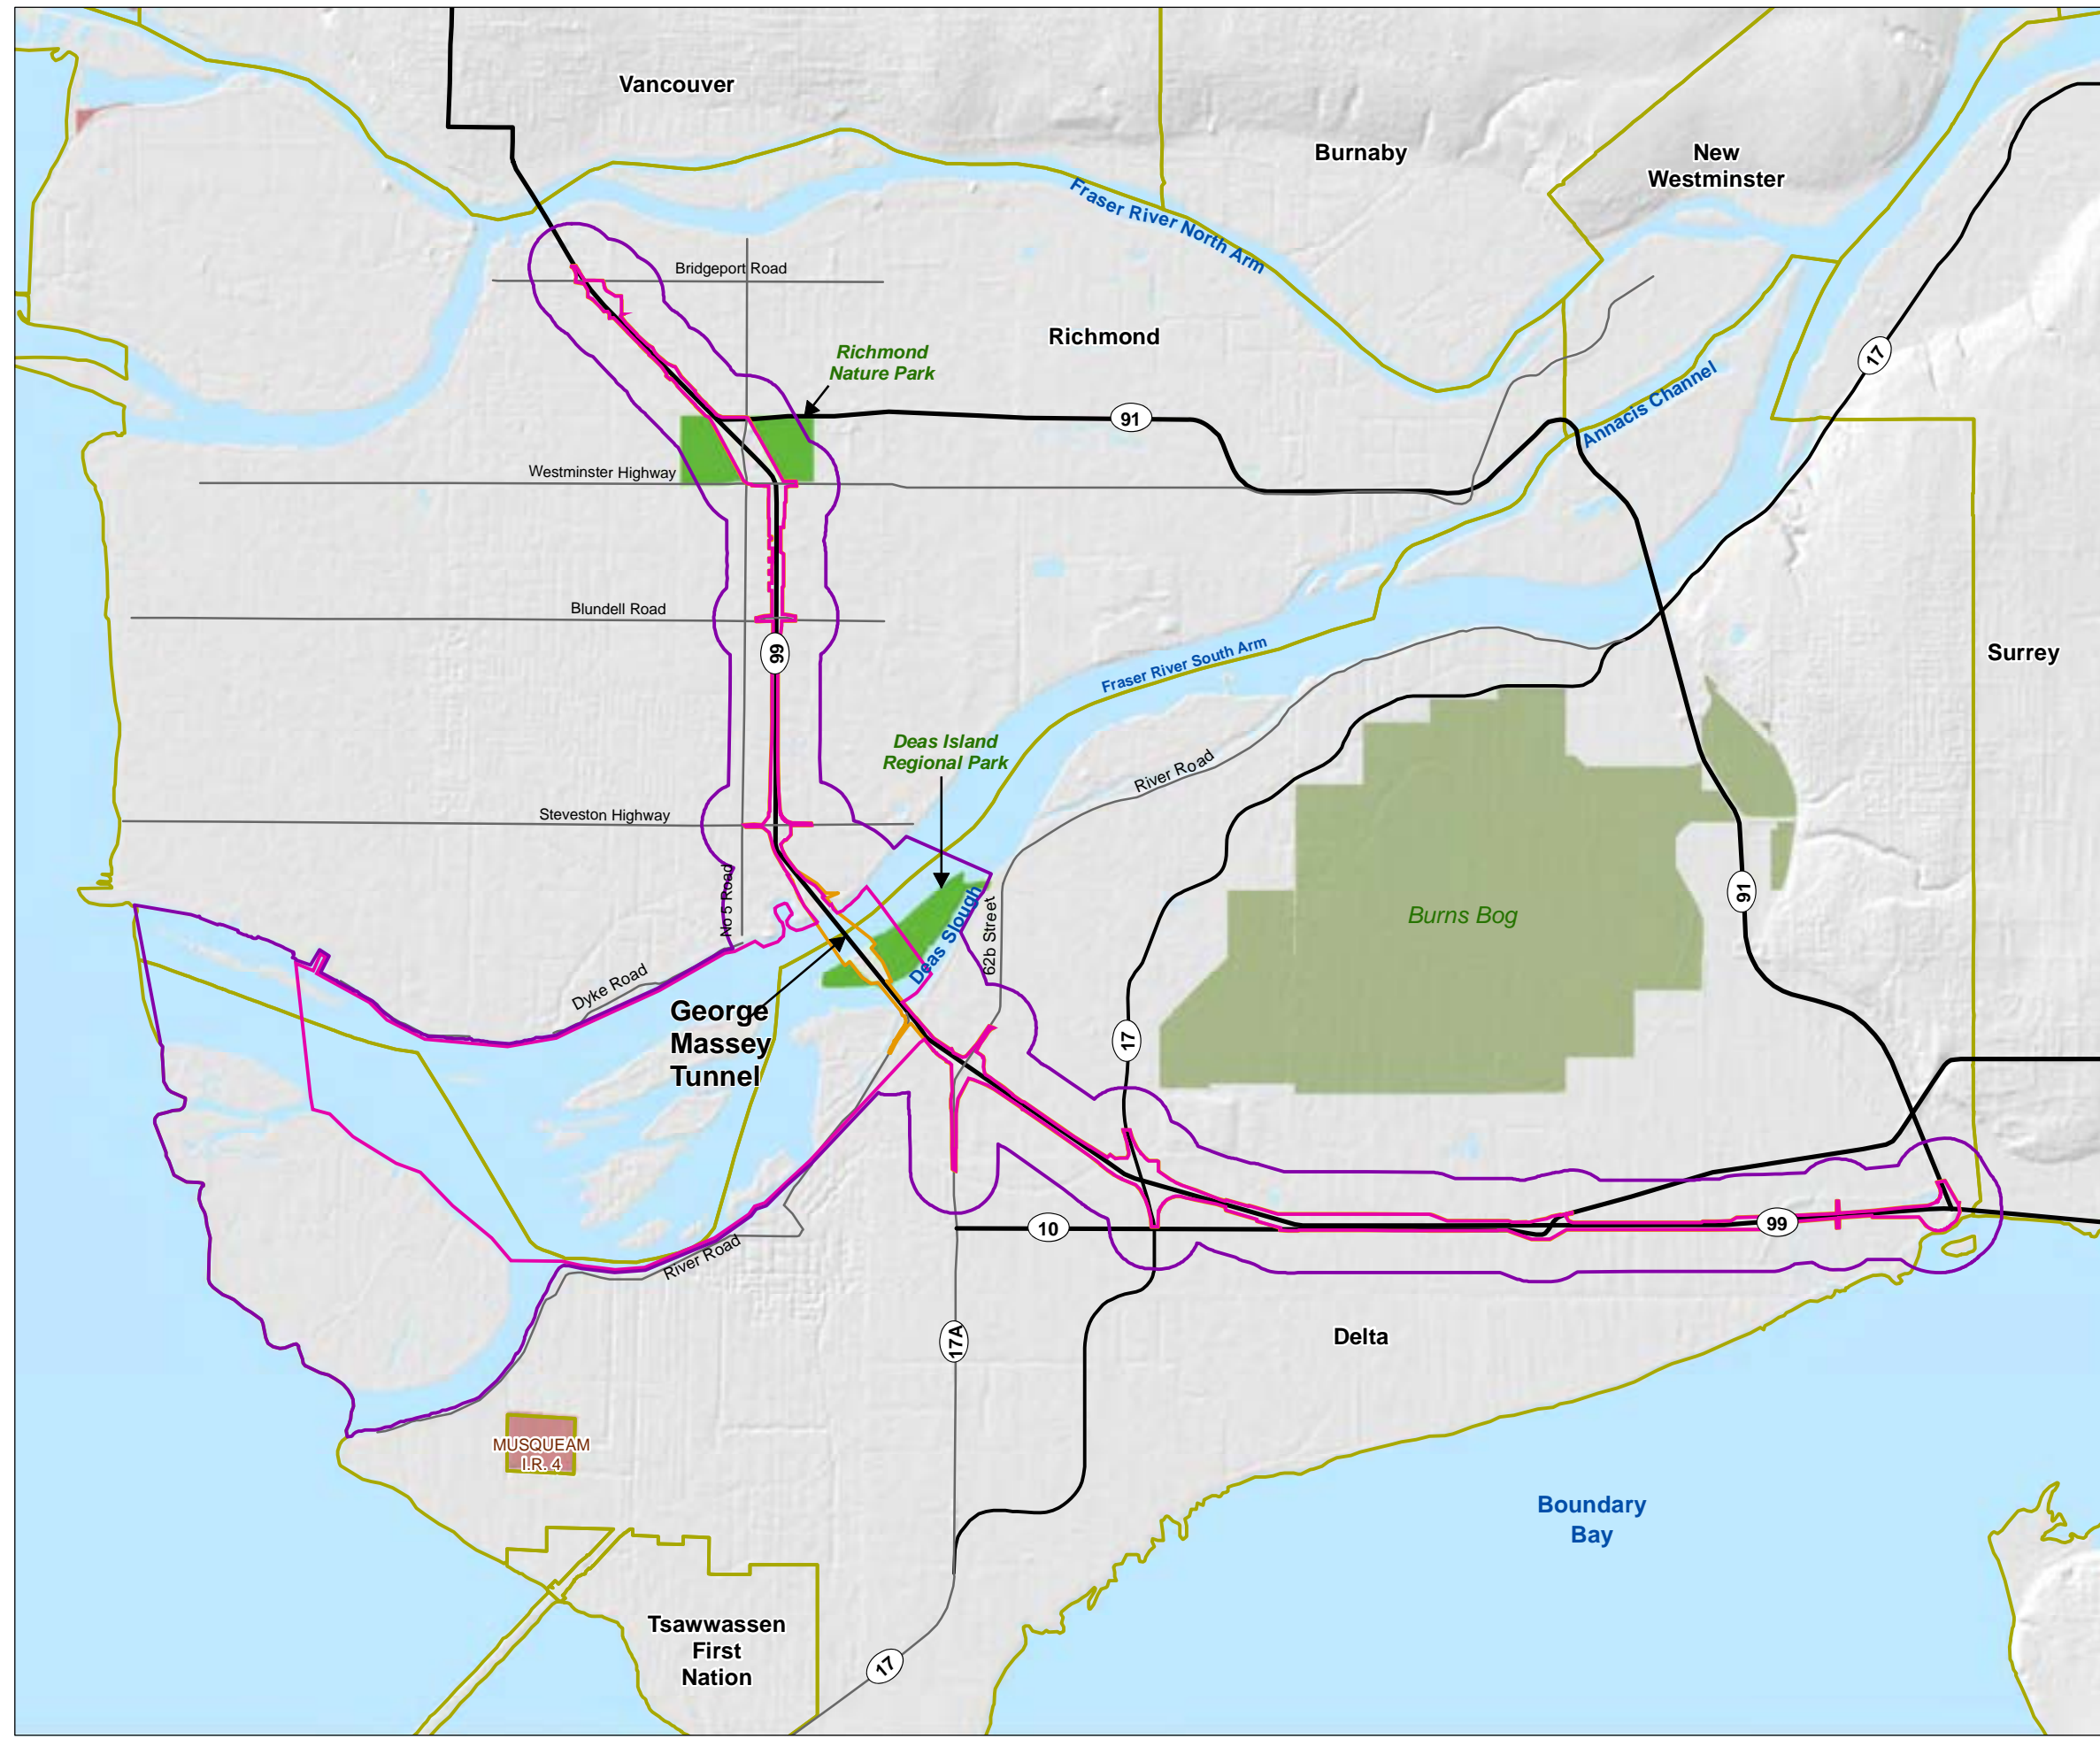 Vancouver
Burnaby
New
Westminster
Fraser River North Arm
Bridgeport Road
Richmond
Richmond
Nature Park
17
91
Annacis Channel
Westminster Highway
Blundell Road
99
Fraser River South Arm
Surrey
Deas Island
Regional Park
River Road
Steveston Highway
No 5 Road
Deas Slough
62b Street
91
Burns Bog
Dyke Road
George
Massey
Tunnel
17
River Road
10
99
17A
Delta
MUSQUEAM
I.R. 4
Boundary
Bay
Tsawwassen
First
Nation
17